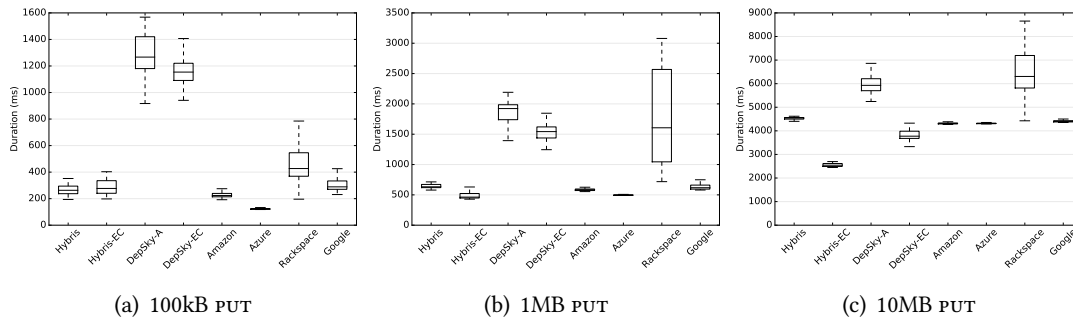 1600
1400
1200
1000
800
600
400
200
0
Duration (ms)
Hybris
Hybris-EC
DepSky-A
DepSky-EC
Amazon
Azure
Rackspace
Google
(a) 100kB PUT
3500
3000
2500
2000
1500
1000
500
0
Duration (ms)
Hybris
Hybris-EC
DepSky-A
DepSky-EC
Amazon
Azure
Rackspace
Google
(b) 1MB PUT
9000
8000
7000
6000
5000
4000
3000
2000
1000
0
Duration (ms)
Hybris
Hybris-EC
DepSky-A
DepSky-EC
Amazon
Azure
Rackspace
Google
(c) 10MB PUT